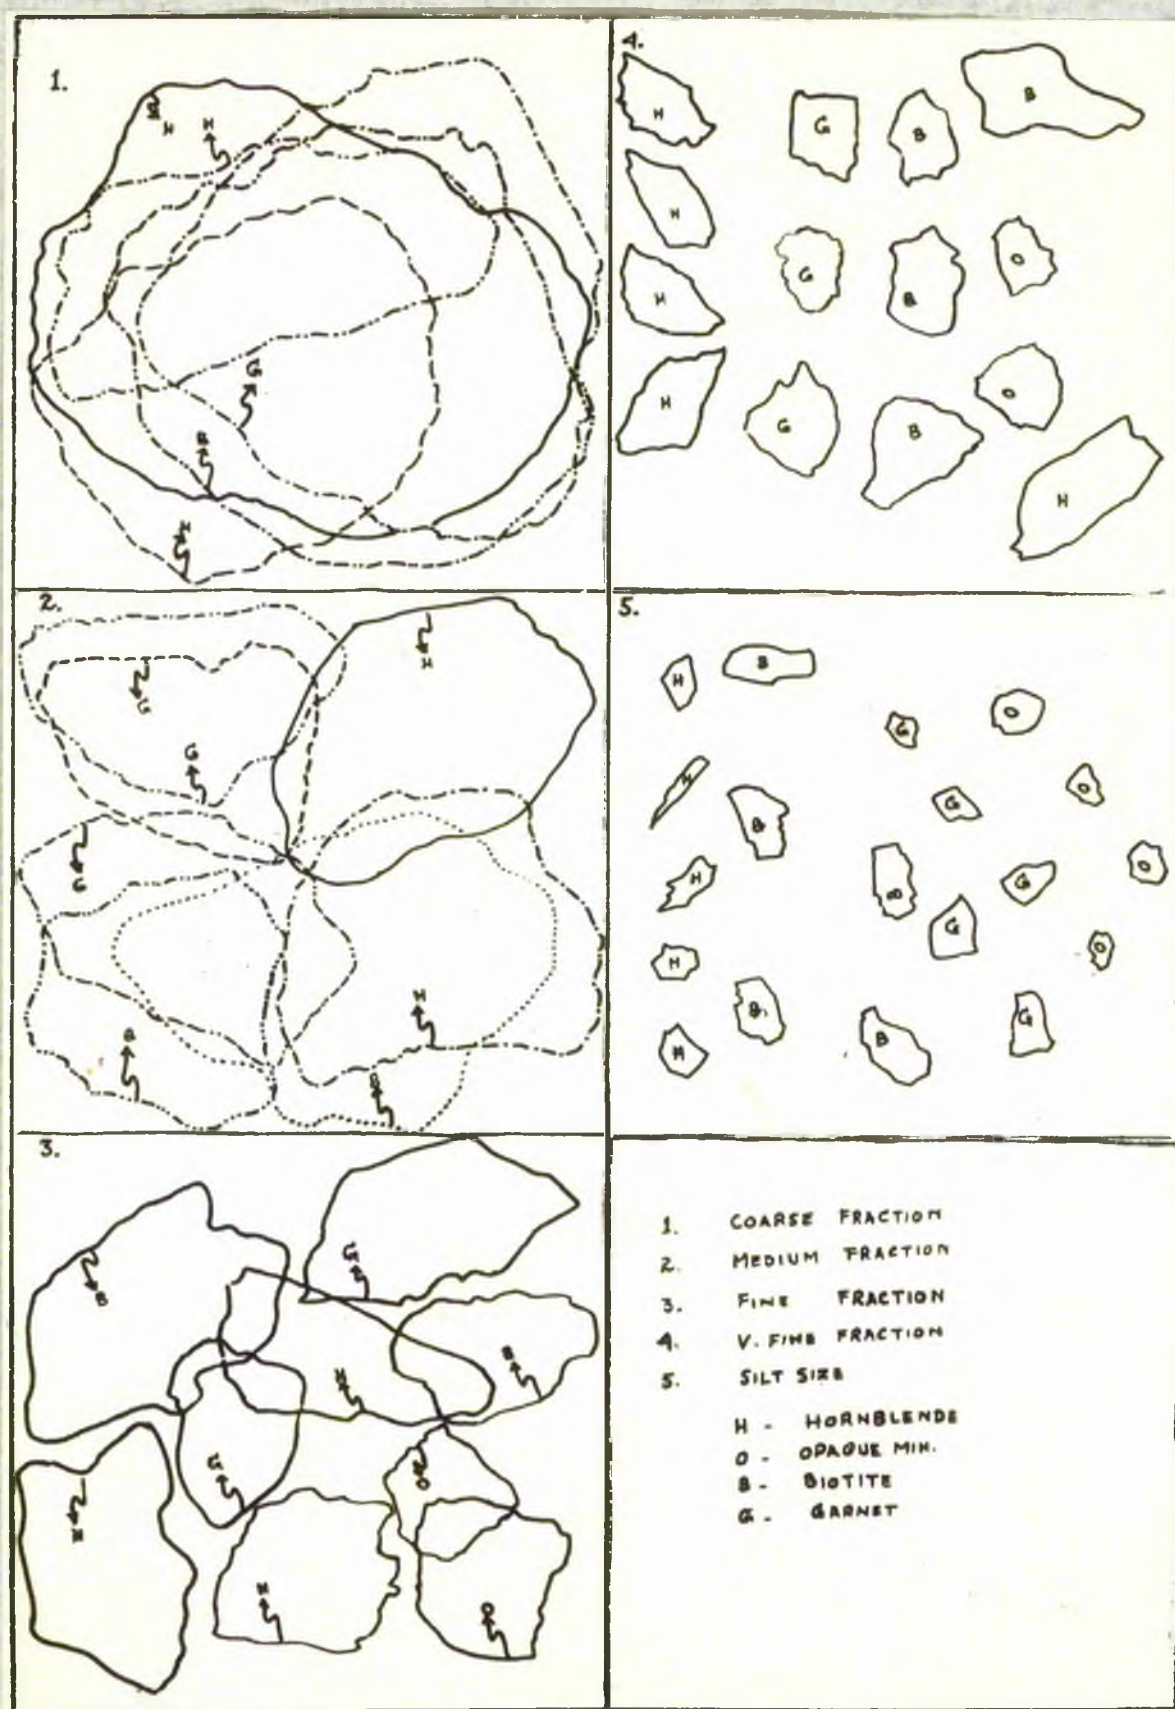 1.
H
H
G
B
H
2.
H
G
G
G
H
B
O
3.
G
B
B
H
G
O
H
H
O
4.
B
H
G
B
H
G
B
O
H
H
G
B
O
H
5.
H
B
G
O
H
G
O
B
H
B
G
O
G
H
O
B
G
H
B
1. COARSE FRACTION
2. MEDIUM FRACTION
3. FINE FRACTION
4. V. FINE FRACTION
5. SILT SIZE
H - HORNBLENDE
O - OPAQUE MIN.
B - BIOTITE
G - GARNET